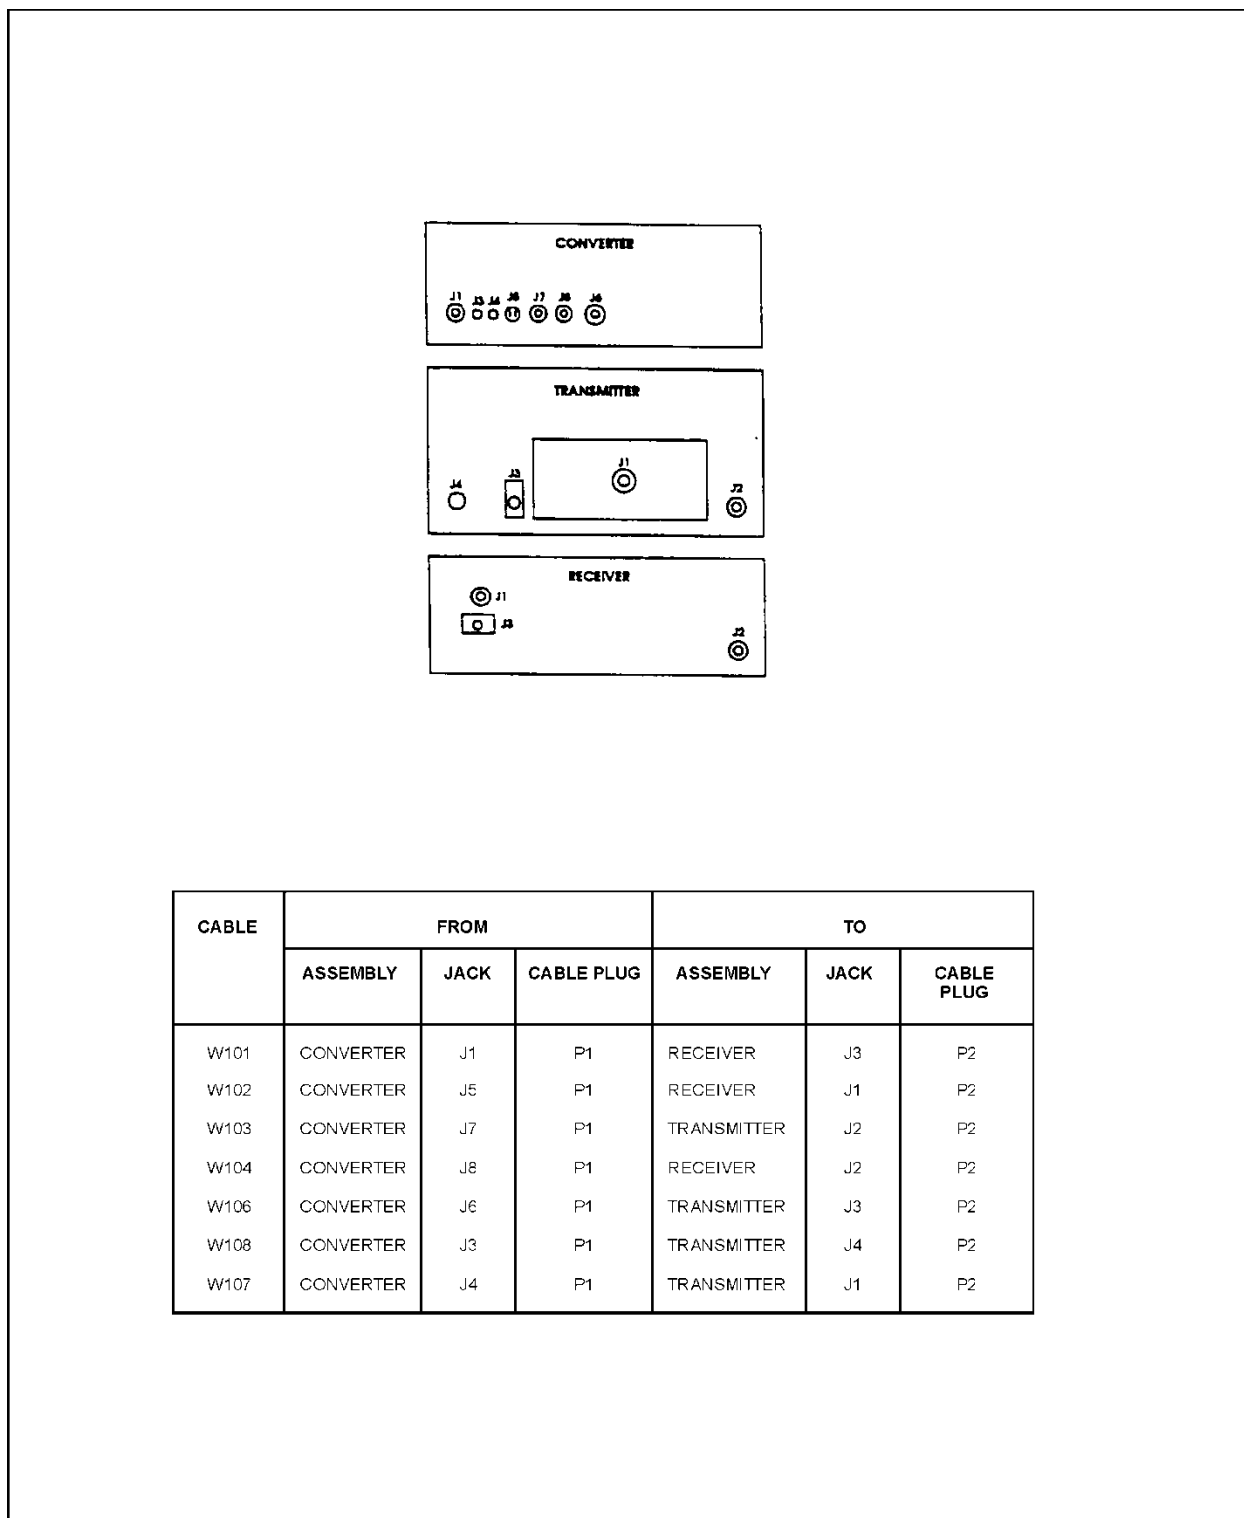 CONVERTER
J1 J3 J4 J7 J8
TRANSMITTER
J1
J3
J4
J2
RECEIVER
J1
J3
J2
CABLE FROM TO
ASSEMBLY JACK CABLE PLUG ASSEMBLY JACK CABLE
PLUG
W101 CONVERTER J1 P1 RECEIVER J3 P2
W102 CONVERTER J5 P1 RECEIVER J1 P2
W103 CONVERTER J7 P1 TRANSMITTER J2 P2
W104 CONVERTER J8 P1 RECEIVER J2 P2
W106 CONVERTER J6 P1 TRANSMITTER J3 P2
W108 CONVERTER J3 P1 TRANSMITTER J4 P2
W107 CONVERTER J4 P1 TRANSMITTER J1 P2